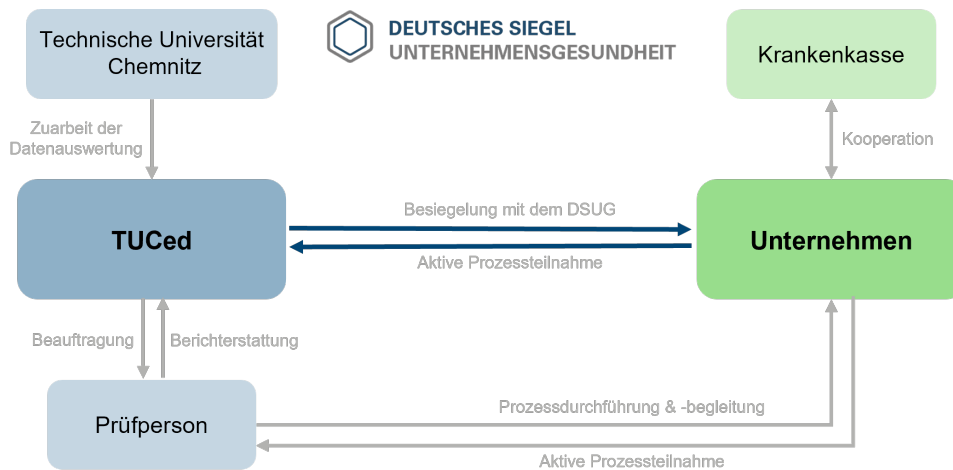 Technische Universität
Chemnitz
DEUTSCHES SIEGEL
UNTERNEHMENSGESUNDHEIT
Krankenkasse
Zuarbeit der
Datenauswertung
Kooperation
TUCed
Besiegelung mit dem DSUG
Aktive Prozessteilnahme
Unternehmen
Beauftragung
Berichterstattung
Prüfperson
Prozessdurchführung & -begleitung
Aktive Prozessteilnahme